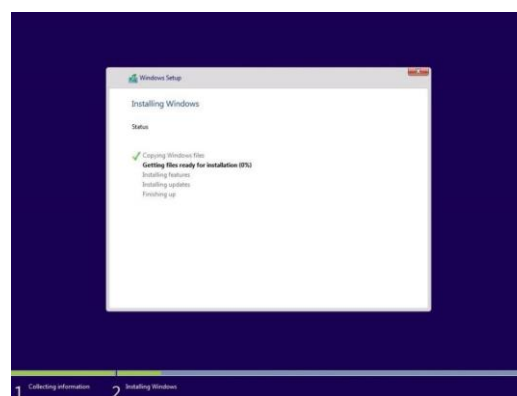 Windows Setup
Installing Windows
Status
Copying Windows files
Getting files ready for installation (0%)
Installing features
Installing updates
Finishing up
1 Collecting information
2 Installing Windows